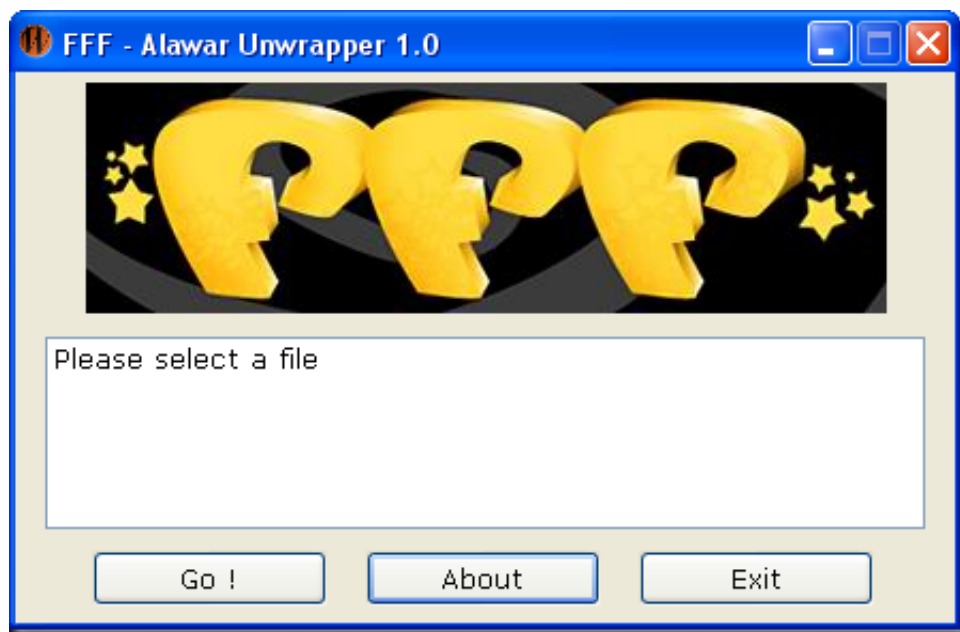 FFF - Alawar Unwrapper 1.0
FFF
Please select a file
Go !
About
Exit